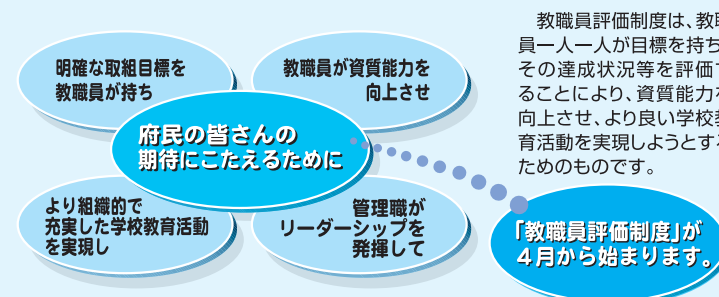 明確な取組目標を
教職員が持ち
教職員が資質能力を
向上させ
府民の皆さんの
期待にこたえるために
より組織的で
充実した学校教育活動
を実現し
管理職が
リーダーシップを
発揮して
教職員評価制度は、教職
員一人一人が目標を持ち
その達成状況等を評価す
ることにより、資質能力を
向上させ、より良い学校教
育活動を実現しようとする
ためのものです。
「教職員評価制度」が
4月から始まります。